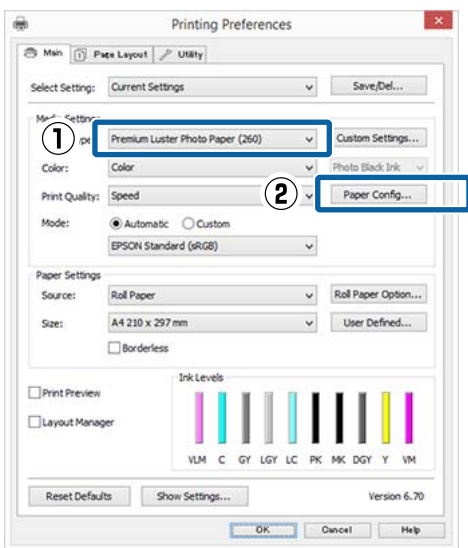 Printing Preferences
Main Page Layout Utility
Select Setting: Current Settings Save/Del...
Media Settings
① Premium Luster Photo Paper (260) Custom Settings...
Color: Color Photo Black Ink
Print Quality: Speed ② Paper Config...
Mode: Automatic Custom
EPSON Standard (sRGB)
Paper Settings
Source: Roll Paper Roll Paper Option...
Size: A4 210 x 297 mm User Defined...
Borderless
Ink Levels
Print Preview
Layout Manager
VLM C GY LGY LC PK MK DGY Y VM
Reset Defaults Show Settings... Version 6.70
OK Cancel Help